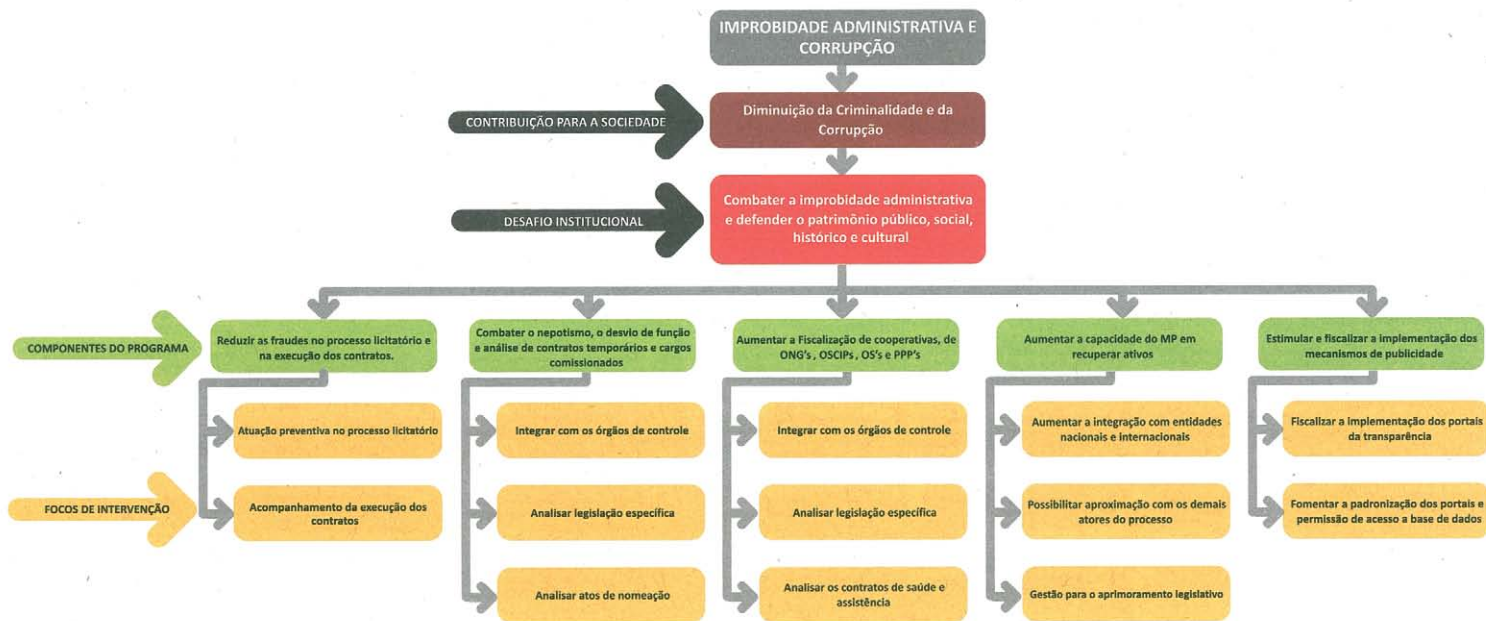 IMPROBIDADE ADMINISTRATIVA E
CORRUPÇÃO
CONTRIBUIÇÃO PARA A SOCIEDADE
Diminuição da Criminalidade e da
Corrupção
DESAFIO INSTITUCIONAL
Combater a improbidade administrativa
e defender o patrimônio público, social,
histórico e cultural
COMPONENTES DO PROGRAMA
Reduzir as fraudes no processo licitatório e
na execução dos contratos.
Combater o nepotismo, o desvio de função
e análise de contratos temporários e cargos
comissionados
Aumentar a Fiscalização de cooperativas, de
ONG's , OSCIPs , OS's e PPP's
Aumentar a capacidade do MP em
recuperar ativos
Estimular e fiscalizar a implementação dos
mecanismos de publicidade
FOCOS DE INTERVENÇÃO
Atuação preventiva no processo licitatório
Acompanhamento da execução dos
contratos
Integrar com os órgãos de controle
Analisar legislação específica
Analisar atos de nomeação
Integrar com os órgãos de controle
Analisar legislação específica
Analisar os contratos de saúde e
assistência
Aumentar a integração com entidades
nacionais e internacionais
Possibilitar aproximação com os demais
atores do processo
Gestão para o aprimoramento legislativo
Fiscalizar a implementação dos portais
da transparência
Fomentar a padronização dos portais e
permissão de acesso a base de dados